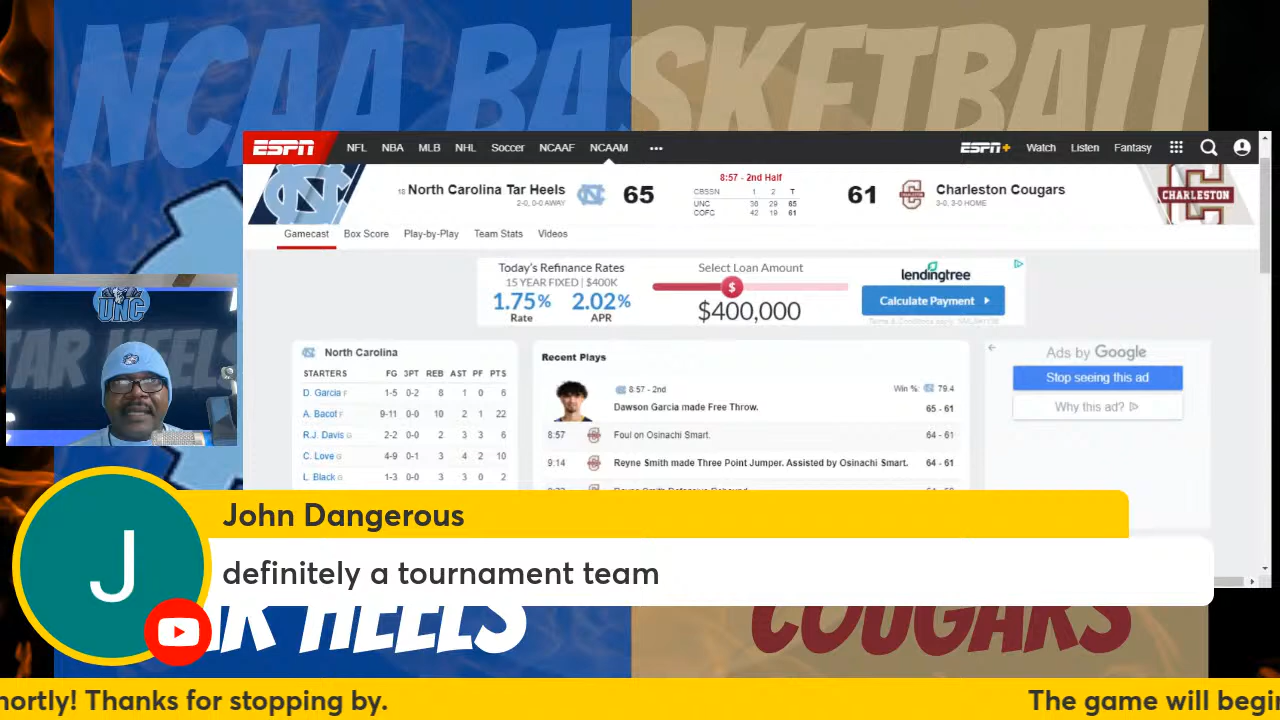 NCAA BASKETBALL
ESPN NFL NBA MLB NHL Soccer NCAAF NCAAM ••• ESPN+ Watch Listen Fantasy
18 North Carolina Tar Heels 65
2-0, 0-0 AWAY
8:57 - 2nd Half
CBSSN 1 2 T
UNC 36 29 65
COFC 42 19 61
61 Charleston Cougars
3-0, 3-0 HOME
CHARLESTON
Gamecast Box Score Play-by-Play Team Stats Videos
Today's Refinance Rates
15 YEAR FIXED | $400K
1.75% 2.02%
Rate APR
Select Loan Amount
$400,000
lendingtree
Calculate Payment
North Carolina
STARTERS FG 3PT REB AST PF PTS
D. Garcia F 1-5 0-2 8 1 0 6
A. Bacot F 9-11 0-0 10 2 1 22
R.J. Davis G 2-2 0-0 2 3 3 6
C. Love G 4-9 0-1 3 4 2 10
L. Black G 1-3 0-0 3 3 0 2
Recent Plays
8:57 - 2nd Win %: 79.4
Dawson Garcia made Free Throw. 65 - 61
8:57 Foul on Osinachi Smart. 64 - 61
9:14 Reyne Smith made Three Point Jumper. Assisted by Osinachi Smart. 64 - 61
Ads by Google
Stop seeing this ad
Why this ad?
UNC
TAR HEELS
John Dangerous
J
definitely a tournament team
AR HEELS
COUGARS
hortly! Thanks for stopping by. The game will begin